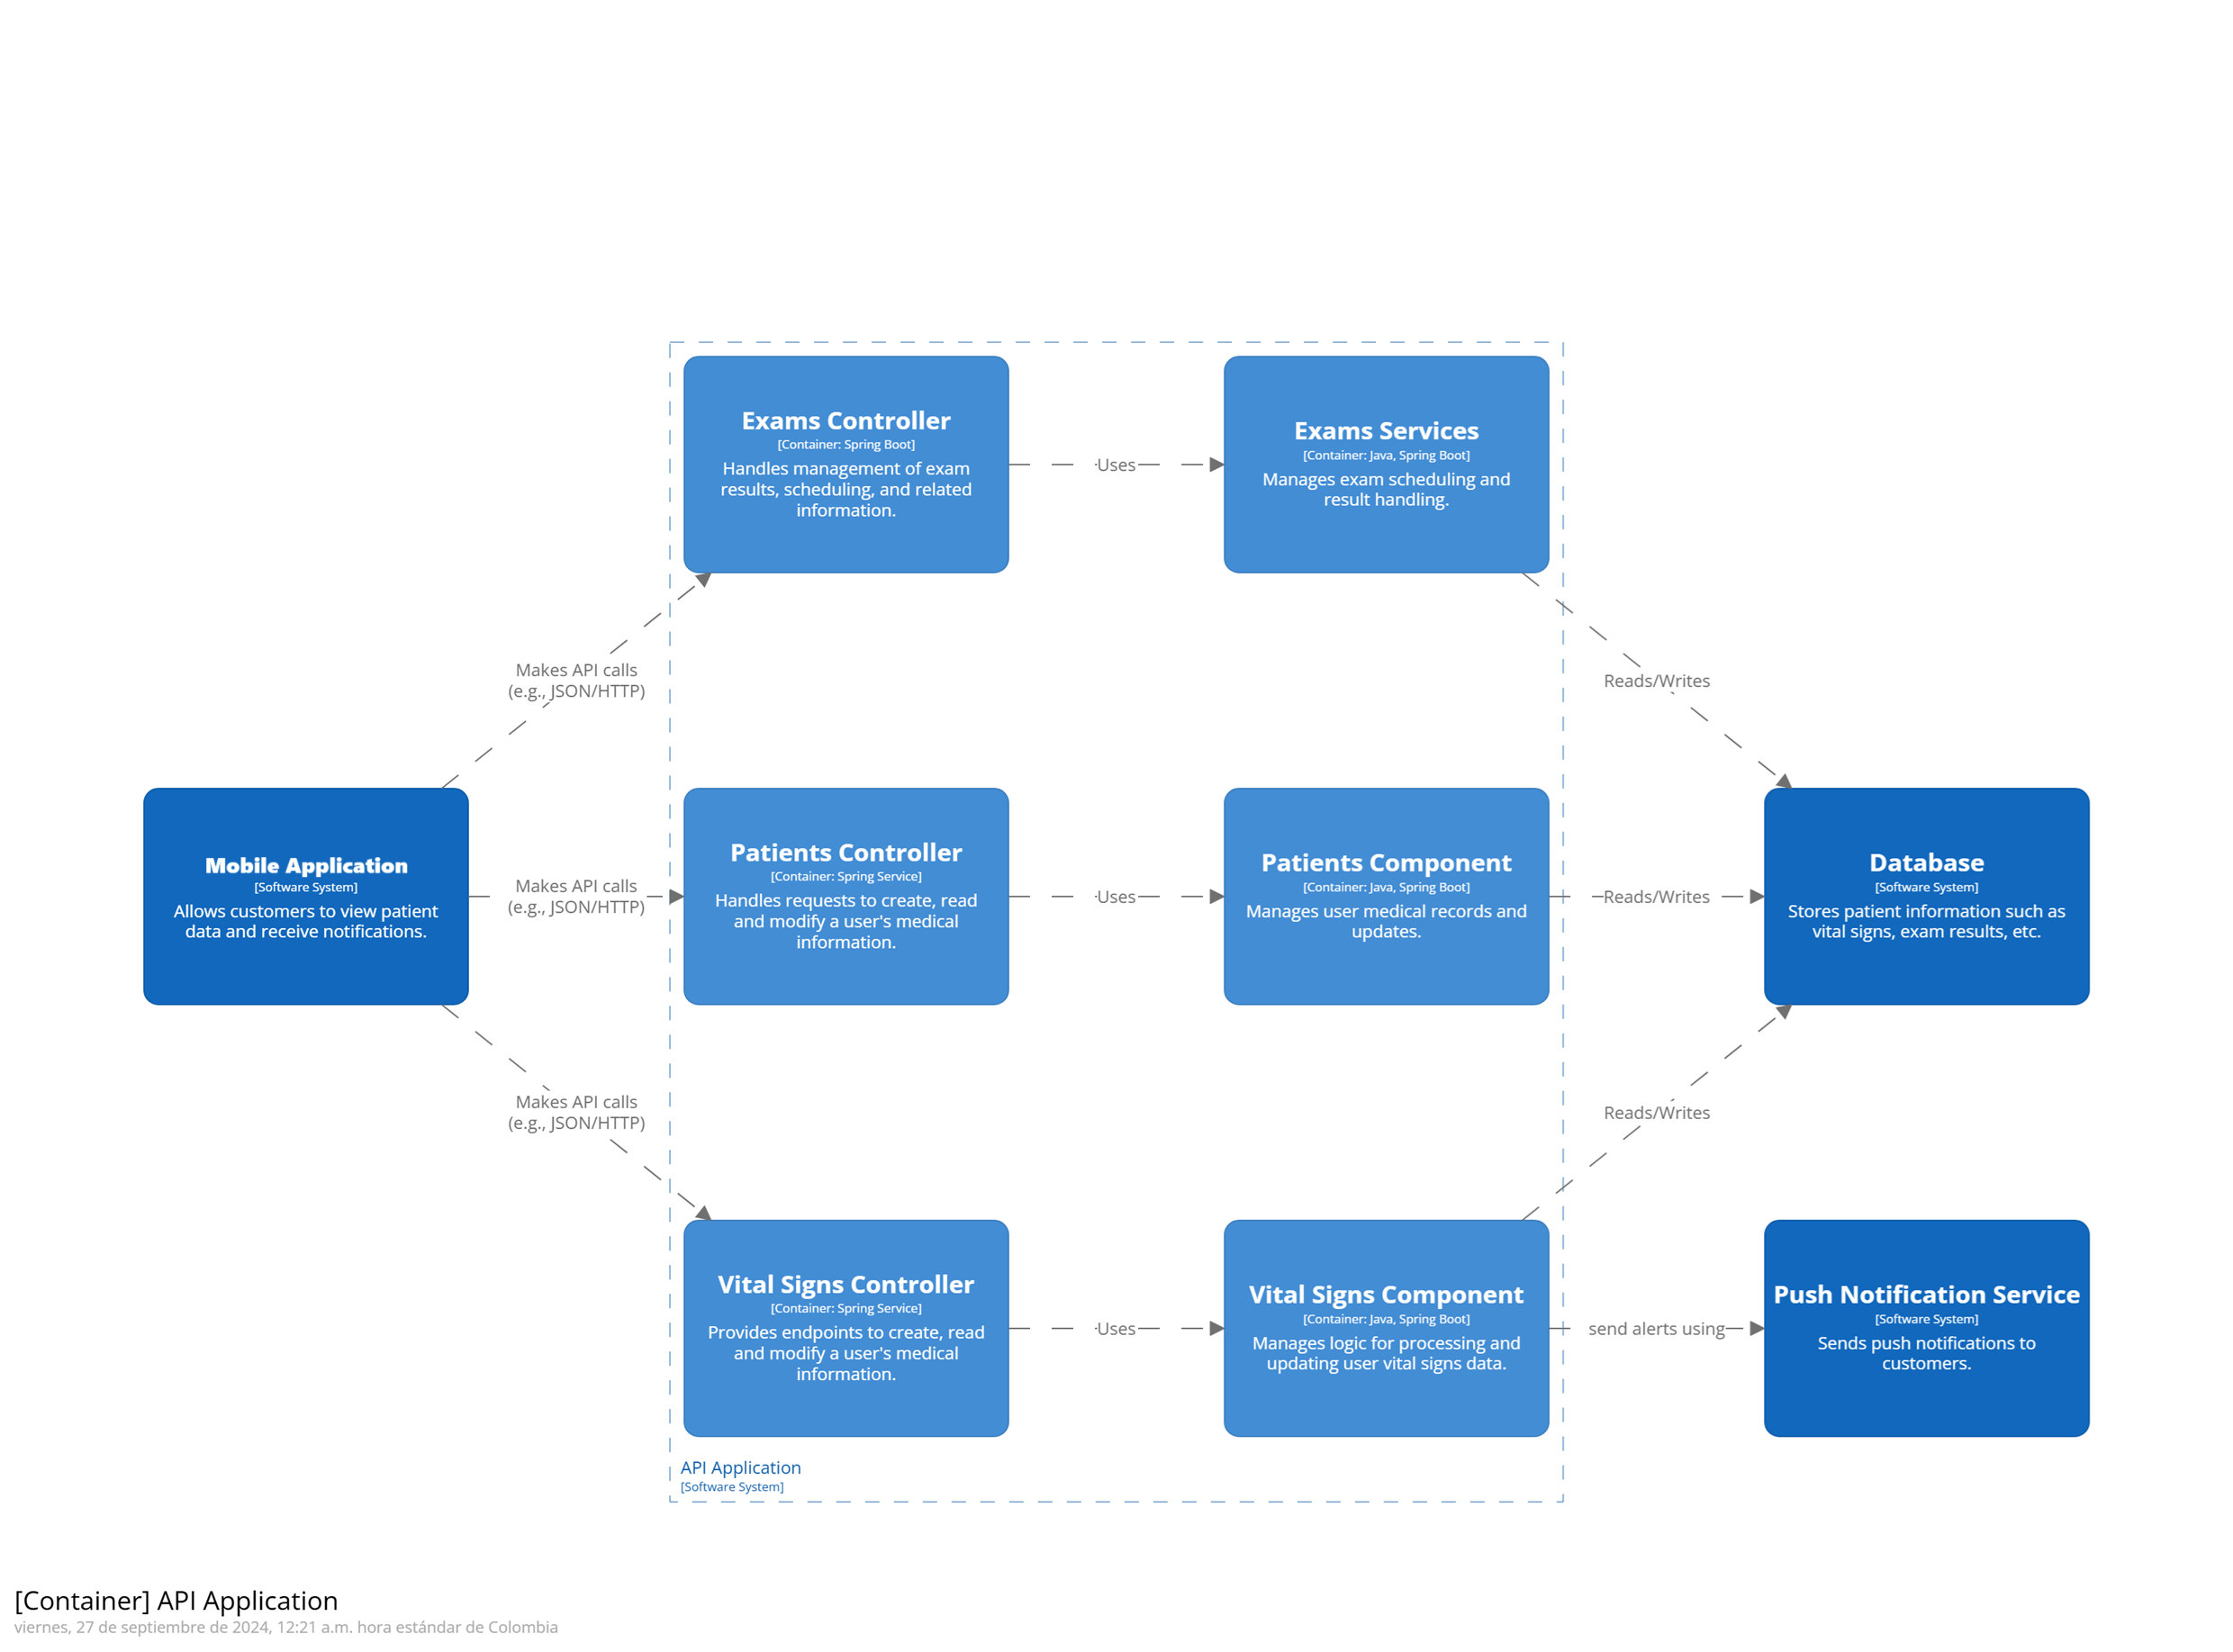 Exams Controller
[Container: Spring Boot]
Handles management of exam
results, scheduling, and related
information.
Uses
Exams Services
[Container: Java, Spring Boot]
Manages exam scheduling and
result handling.
Makes API calls
(e.g., JSON/HTTP)
Reads/Writes
Mobile Application
[Software System]
Allows customers to view patient
data and receive notifications.
Makes API calls
(e.g., JSON/HTTP)
Patients Controller
[Container: Spring Service]
Handles requests to create, read
and modify a user's medical
information.
Uses
Patients Component
[Container: Java, Spring Boot]
Manages user medical records and
updates.
Reads/Writes
Database
[Software System]
Stores patient information such as
vital signs, exam results, etc.
Makes API calls
(e.g., JSON/HTTP)
Reads/Writes
Vital Signs Controller
[Container: Spring Service]
Provides endpoints to create, read
and modify a user's medical
information.
Uses
Vital Signs Component
[Container: Java, Spring Boot]
Manages logic for processing and
updating user vital signs data.
send alerts using
Push Notification Service
[Software System]
Sends push notifications to
customers.
API Application
[Software System]
[Container] API Application
viernes, 27 de septiembre de 2024, 12:21 a.m. hora estándar de Colombia